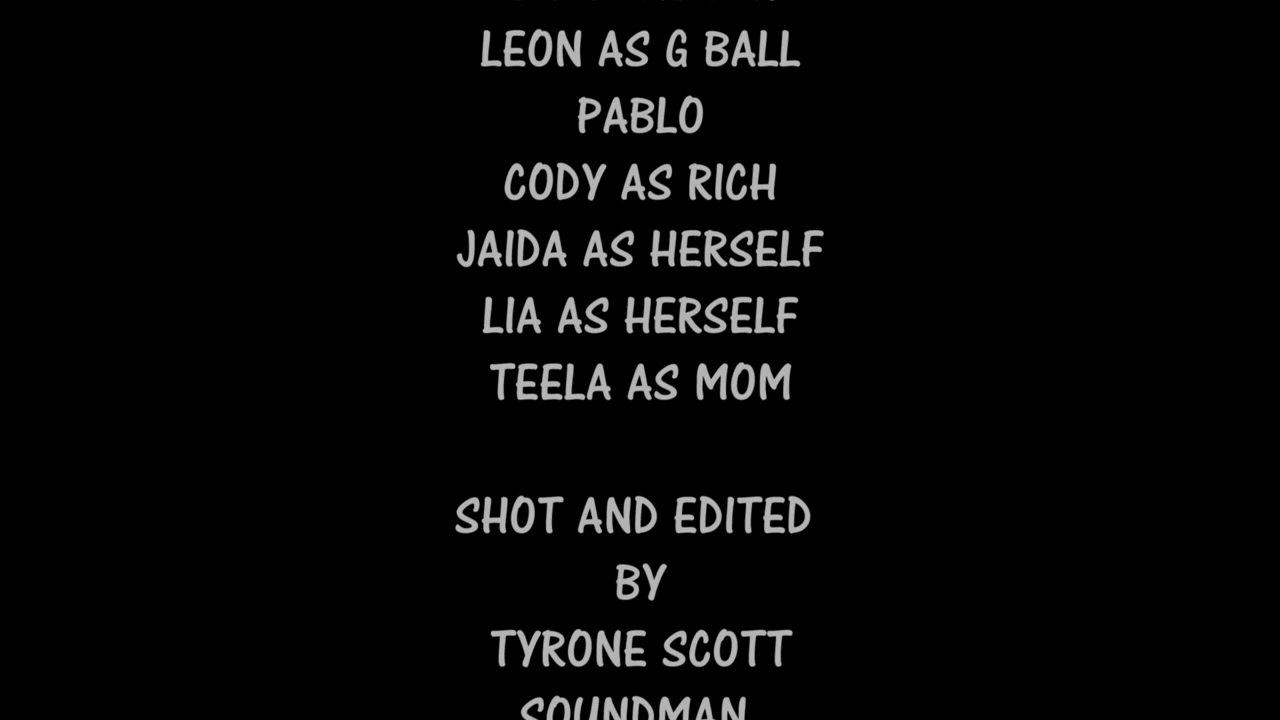 LEON AS G BALL
PABLO
CODY AS RICH
JAIDA AS HERSELF
LIA AS HERSELF
TEELA AS MOM
SHOT AND EDITED
BY
TYRONE SCOTT
SOUNDMAN